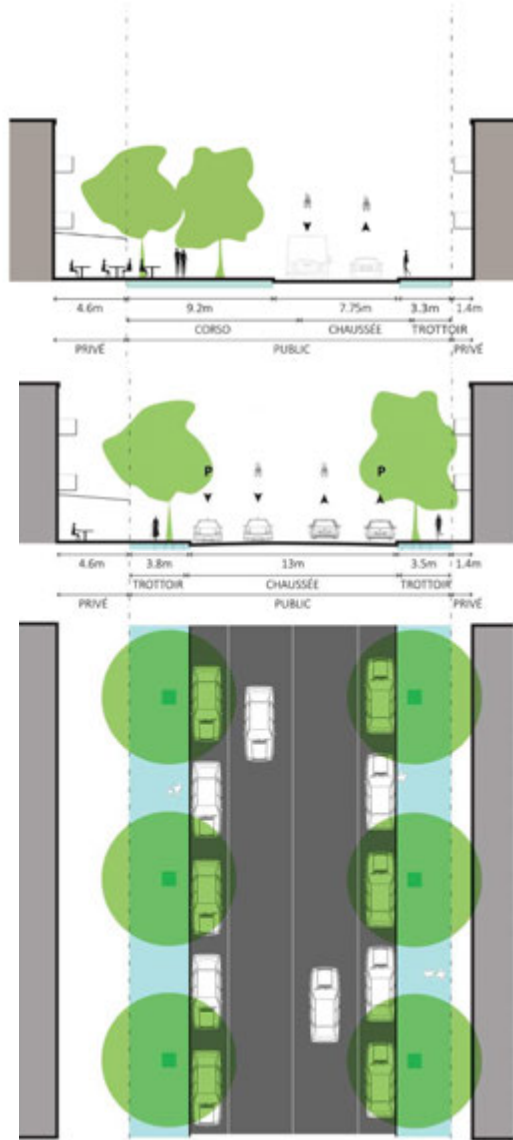 4.6m 9.2m 7.75m 3.3m 1.4m
CORSO CHAUSSÉE TROTTOIR
PRIVÉ PUBLIC PRIVÉ
P P
4.6m 3.8m 13m 3.5m 1.4m
TROTTOIR CHAUSSÉE TROTTOIR
PRIVÉ PUBLIC PRIVÉ